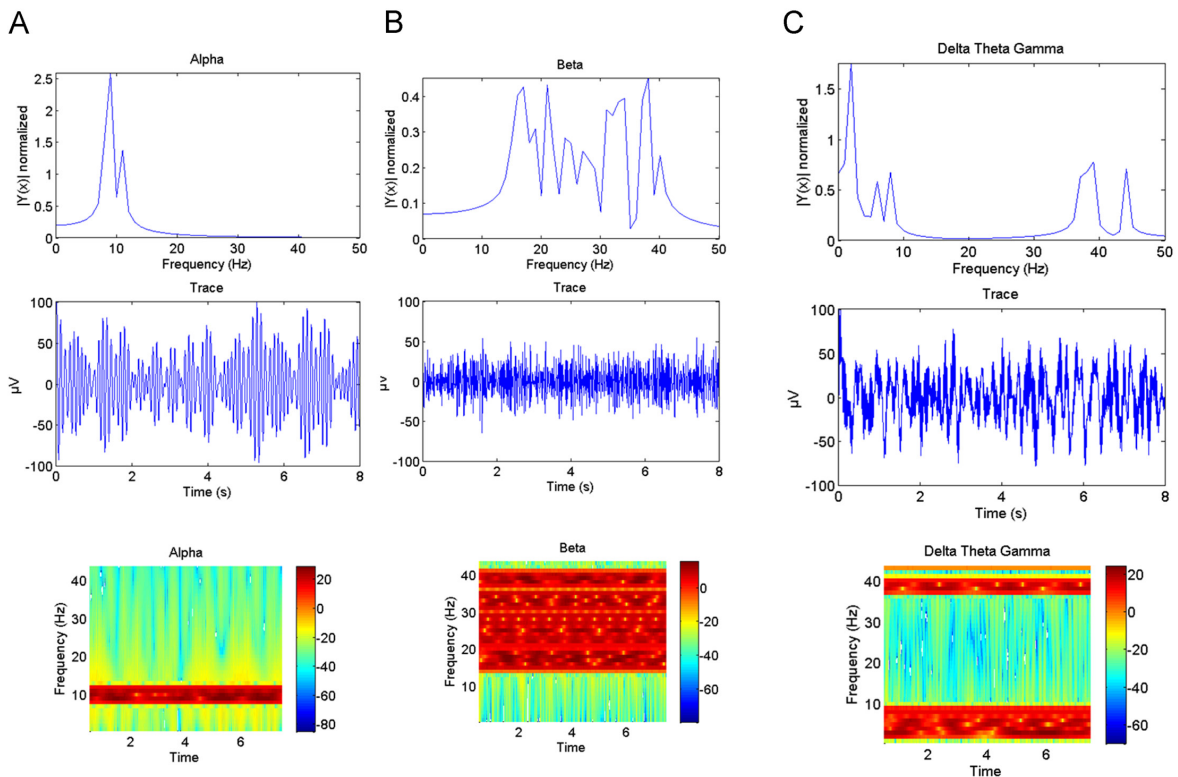 A
Alpha
|Y(x)| normalized
2.5
2
1.5
1
0.5
0
0 10 20 30 40 50
Frequency (Hz)
Trace
µV
100
50
0
-50
-100
0 2 4 6 8
Time (s)
Alpha
Frequency (Hz)
40
30
20
10
2 4 6
Time
20
0
-20
-40
-60
-80
B
Beta
|Y(x)| normalized
0.4
0.3
0.2
0.1
0
0 10 20 30 40 50
Frequency (Hz)
Trace
µV
100
50
0
-50
-100
0 2 4 6 8
Time (s)
Beta
Frequency (Hz)
40
30
20
10
2 4 6
Time
0
-20
-40
-60
C
Delta Theta Gamma
|Y(x)| normalized
1.5
1
0.5
0
0 10 20 30 40 50
Frequency (Hz)
Trace
µV
100
50
0
-50
-100
0 2 4 6 8
Time (s)
Delta Theta Gamma
Frequency (Hz)
40
30
20
10
0
2 4 6
Time
20
0
-20
-40
-60